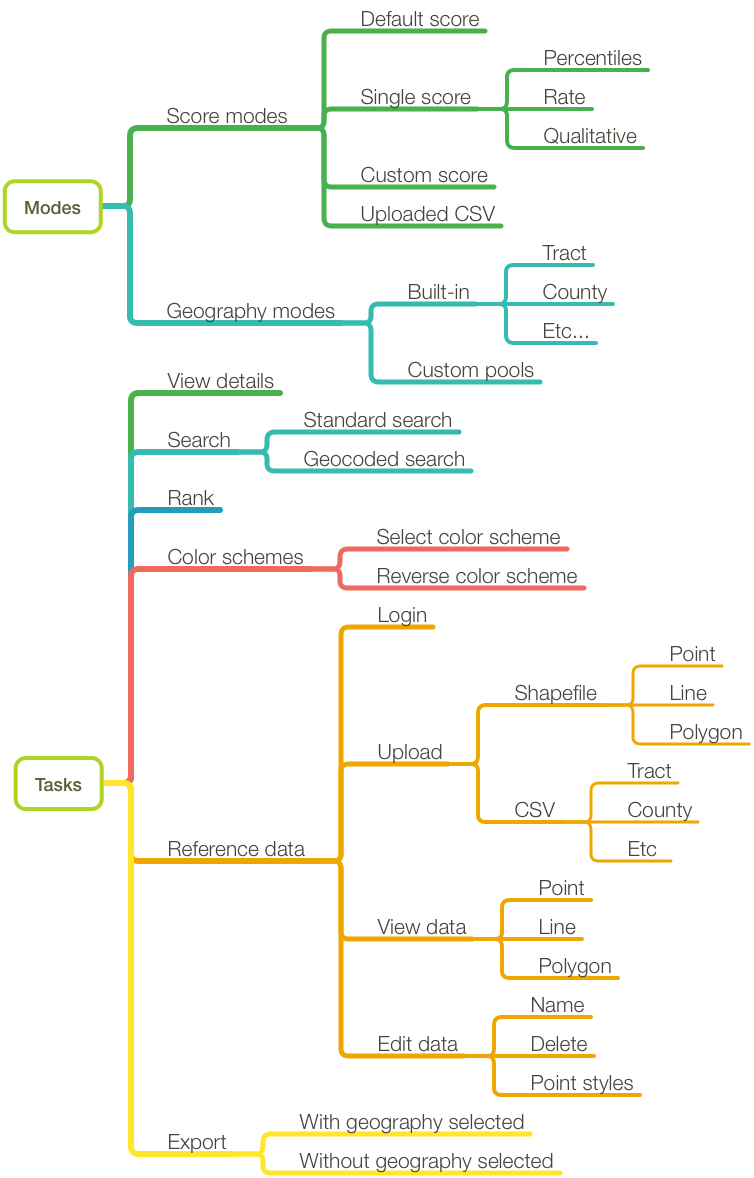 Modes
Score modes
Default score
Single score
Percentiles
Rate
Qualitative
Custom score
Uploaded CSV
Geography modes
Built-in
Tract
County
Etc...
Custom pools
Tasks
View details
Search
Standard search
Geocoded search
Rank
Color schemes
Select color scheme
Reverse color scheme
Reference data
Login
Upload
Shapefile
Point
Line
Polygon
CSV
Tract
County
Etc
View data
Point
Line
Polygon
Edit data
Name
Delete
Point styles
Export
With geography selected
Without geography selected